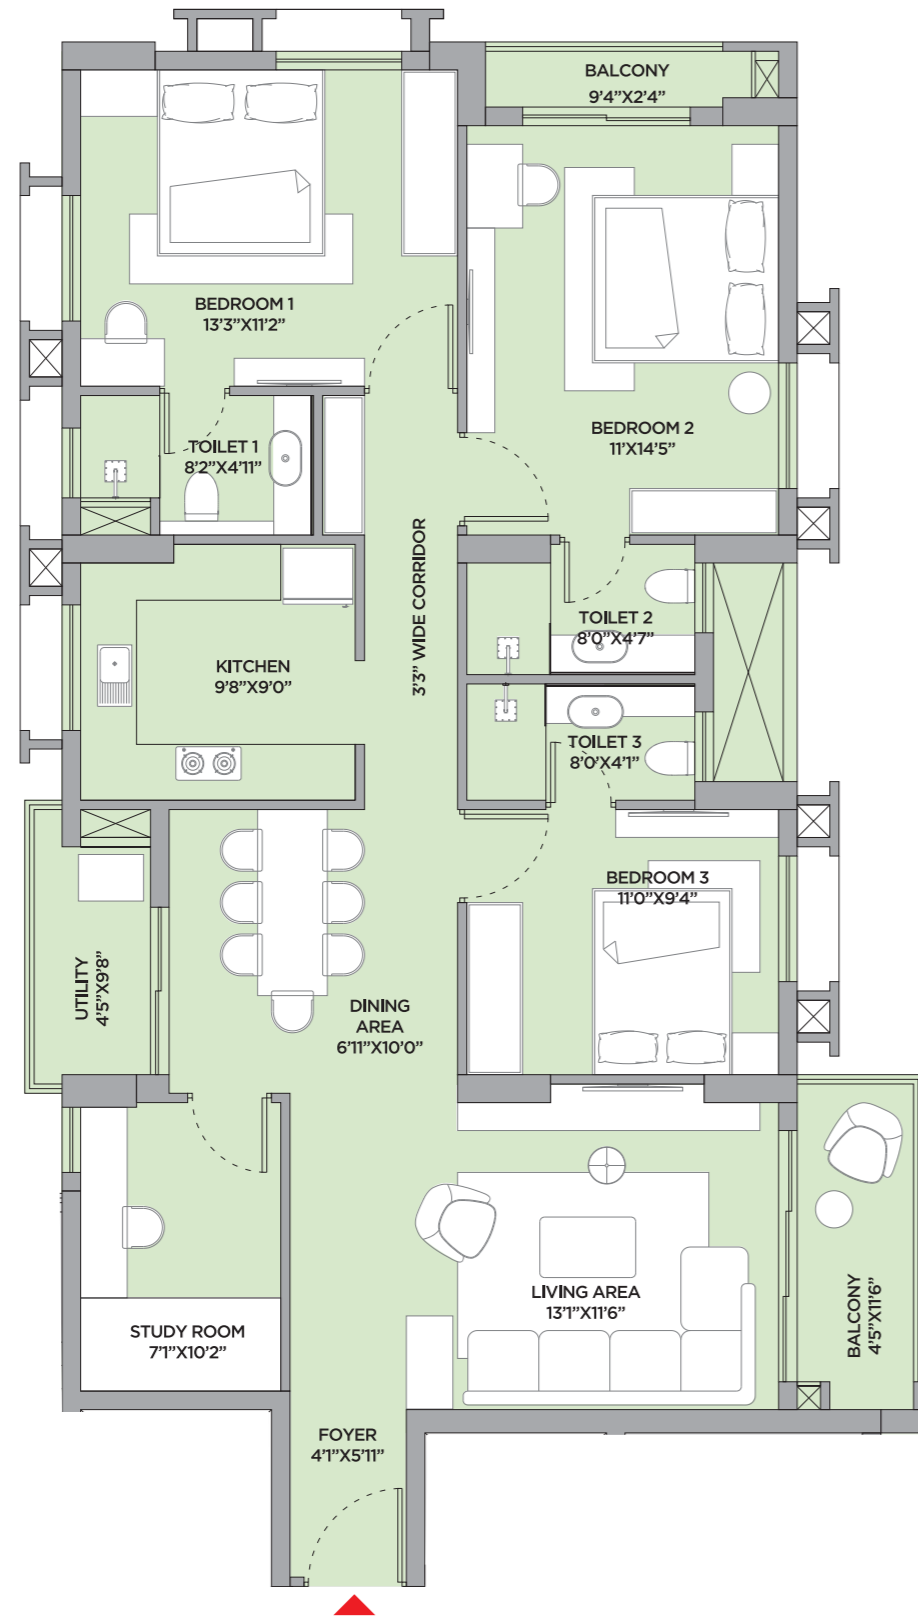 BALCONY
9'4"X2'4"
BEDROOM 1
13'3"X11'2"
BEDROOM 2
11'X14'5"
TOILET 1
8'2"X4'11"
3'3" WIDE CORRIDOR
TOILET 2
8'0"X4'7"
KITCHEN
9'8"X9'0"
TOILET 3
8'0"X4'1"
BEDROOM 3
11'0"X9'4"
UTILITY
4'5"X9'8"
DINING
AREA
6'11"X10'0"
LIVING AREA
13'1"X11'6"
BALCONY
4'5"X11'6"
STUDY ROOM
7'1"X10'2"
FOYER
4'1"X5'11"